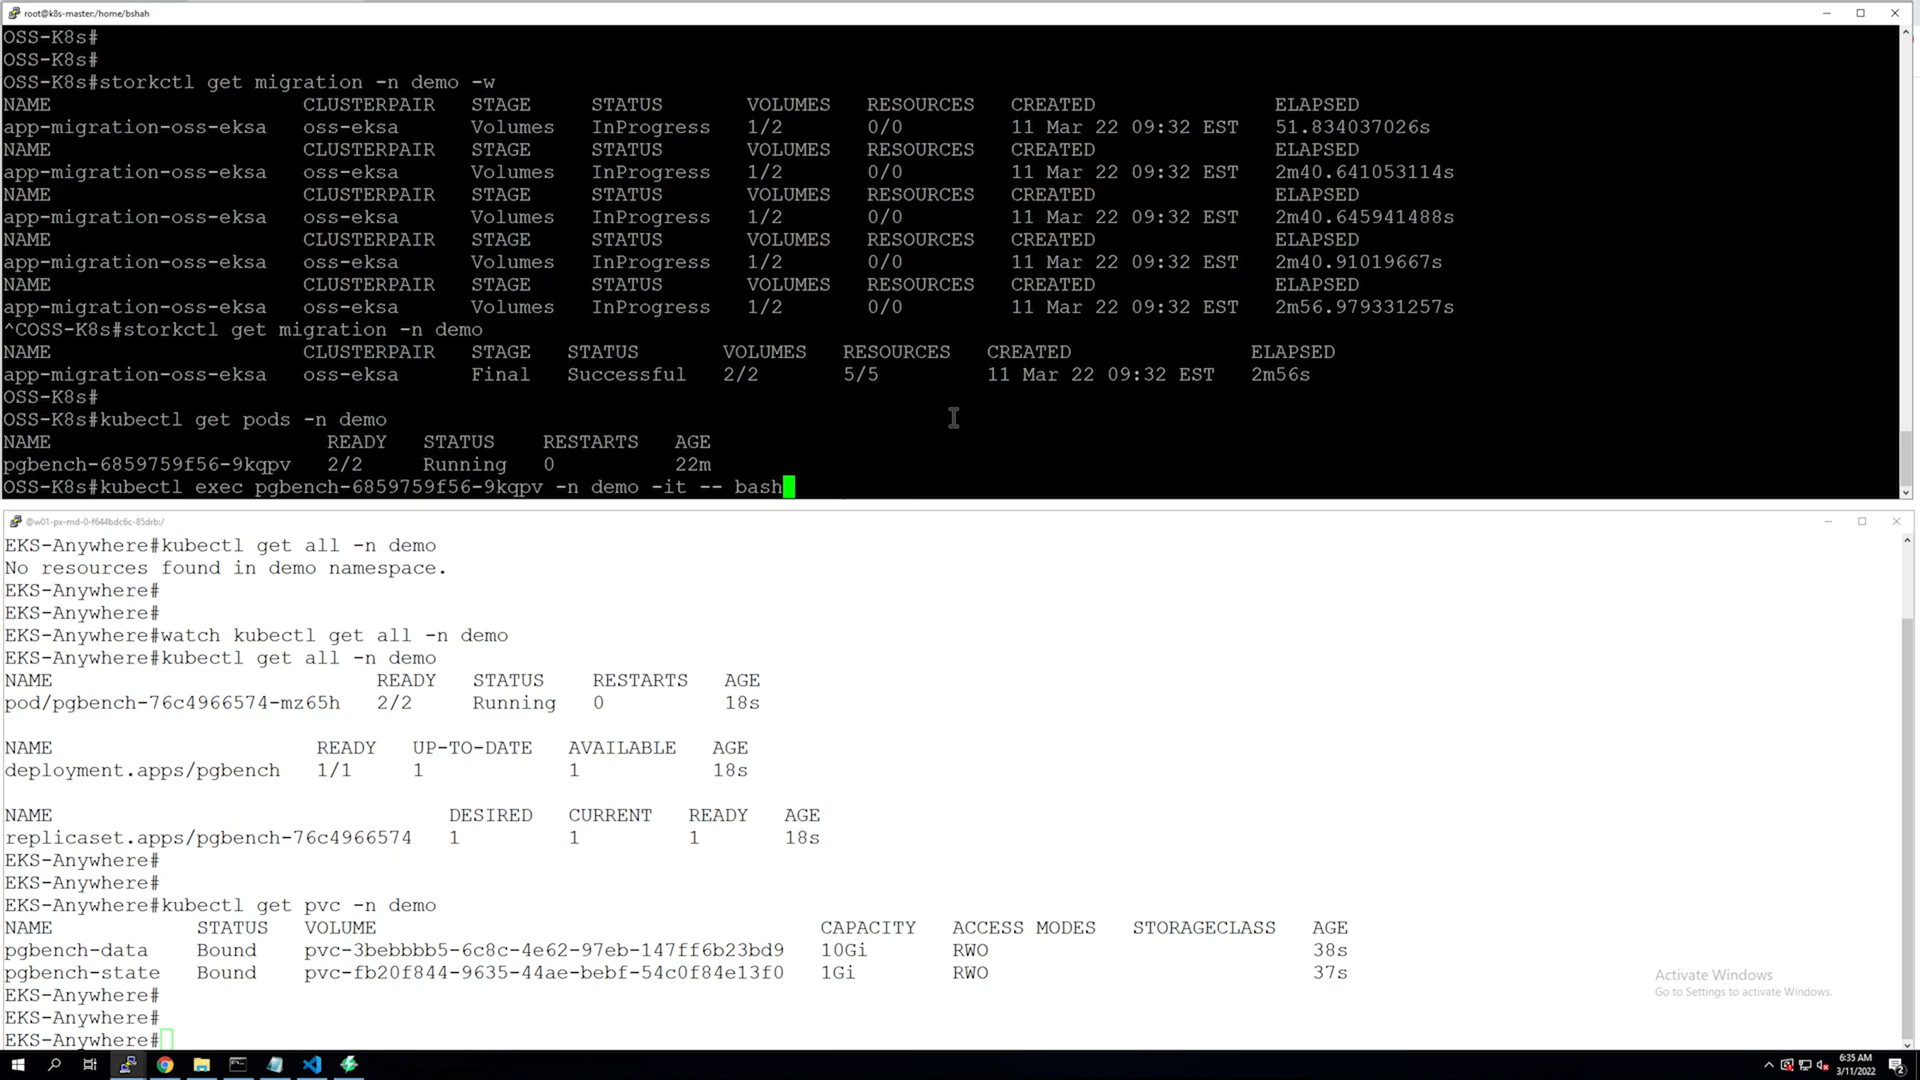 root@k8s-master:/home/bshah
OSS-K8s#
OSS-K8s#
OSS-K8s#storkctl get migration -n demo -w
NAME CLUSTERPAIR STAGE STATUS VOLUMES RESOURCES CREATED ELAPSED
app-migration-oss-eksa oss-eksa Volumes InProgress 1/2 0/0 11 Mar 22 09:32 EST 51.834037026s
NAME CLUSTERPAIR STAGE STATUS VOLUMES RESOURCES CREATED ELAPSED
app-migration-oss-eksa oss-eksa Volumes InProgress 1/2 0/0 11 Mar 22 09:32 EST 2m40.641053114s
NAME CLUSTERPAIR STAGE STATUS VOLUMES RESOURCES CREATED ELAPSED
app-migration-oss-eksa oss-eksa Volumes InProgress 1/2 0/0 11 Mar 22 09:32 EST 2m40.645941488s
NAME CLUSTERPAIR STAGE STATUS VOLUMES RESOURCES CREATED ELAPSED
app-migration-oss-eksa oss-eksa Volumes InProgress 1/2 0/0 11 Mar 22 09:32 EST 2m40.91019667s
NAME CLUSTERPAIR STAGE STATUS VOLUMES RESOURCES CREATED ELAPSED
app-migration-oss-eksa oss-eksa Volumes InProgress 1/2 0/0 11 Mar 22 09:32 EST 2m56.979331257s
^COSS-K8s#storkctl get migration -n demo
NAME CLUSTERPAIR STAGE STATUS VOLUMES RESOURCES CREATED ELAPSED
app-migration-oss-eksa oss-eksa Final Successful 2/2 5/5 11 Mar 22 09:32 EST 2m56s
OSS-K8s#
OSS-K8s#kubectl get pods -n demo
NAME READY STATUS RESTARTS AGE
pgbench-6859759f56-9kqpv 2/2 Running 0 22m
OSS-K8s#kubectl exec pgbench-6859759f56-9kqpv -n demo -it -- bash
@w01-px-md-0-f644bdc6c-85drb:/
EKS-Anywhere#kubectl get all -n demo
No resources found in demo namespace.
EKS-Anywhere#
EKS-Anywhere#
EKS-Anywhere#watch kubectl get all -n demo
EKS-Anywhere#kubectl get all -n demo
NAME READY STATUS RESTARTS AGE
pod/pgbench-76c4966574-mz65h 2/2 Running 0 18s
NAME READY UP-TO-DATE AVAILABLE AGE
deployment.apps/pgbench 1/1 1 1 18s
NAME DESIRED CURRENT READY AGE
replicaset.apps/pgbench-76c4966574 1 1 1 18s
EKS-Anywhere#
EKS-Anywhere#
EKS-Anywhere#kubectl get pvc -n demo
NAME STATUS VOLUME CAPACITY ACCESS MODES STORAGECLASS AGE
pgbench-data Bound pvc-3bebbbb5-6c8c-4e62-97eb-147ff6b23bd9 10Gi RWO 38s
pgbench-state Bound pvc-fb20f844-9635-44ae-bebf-54c0f84e13f0 1Gi RWO 37s
EKS-Anywhere#
EKS-Anywhere#
EKS-Anywhere#
Activate Windows
Go to Settings to activate Windows.
6:35 AM
3/11/2022